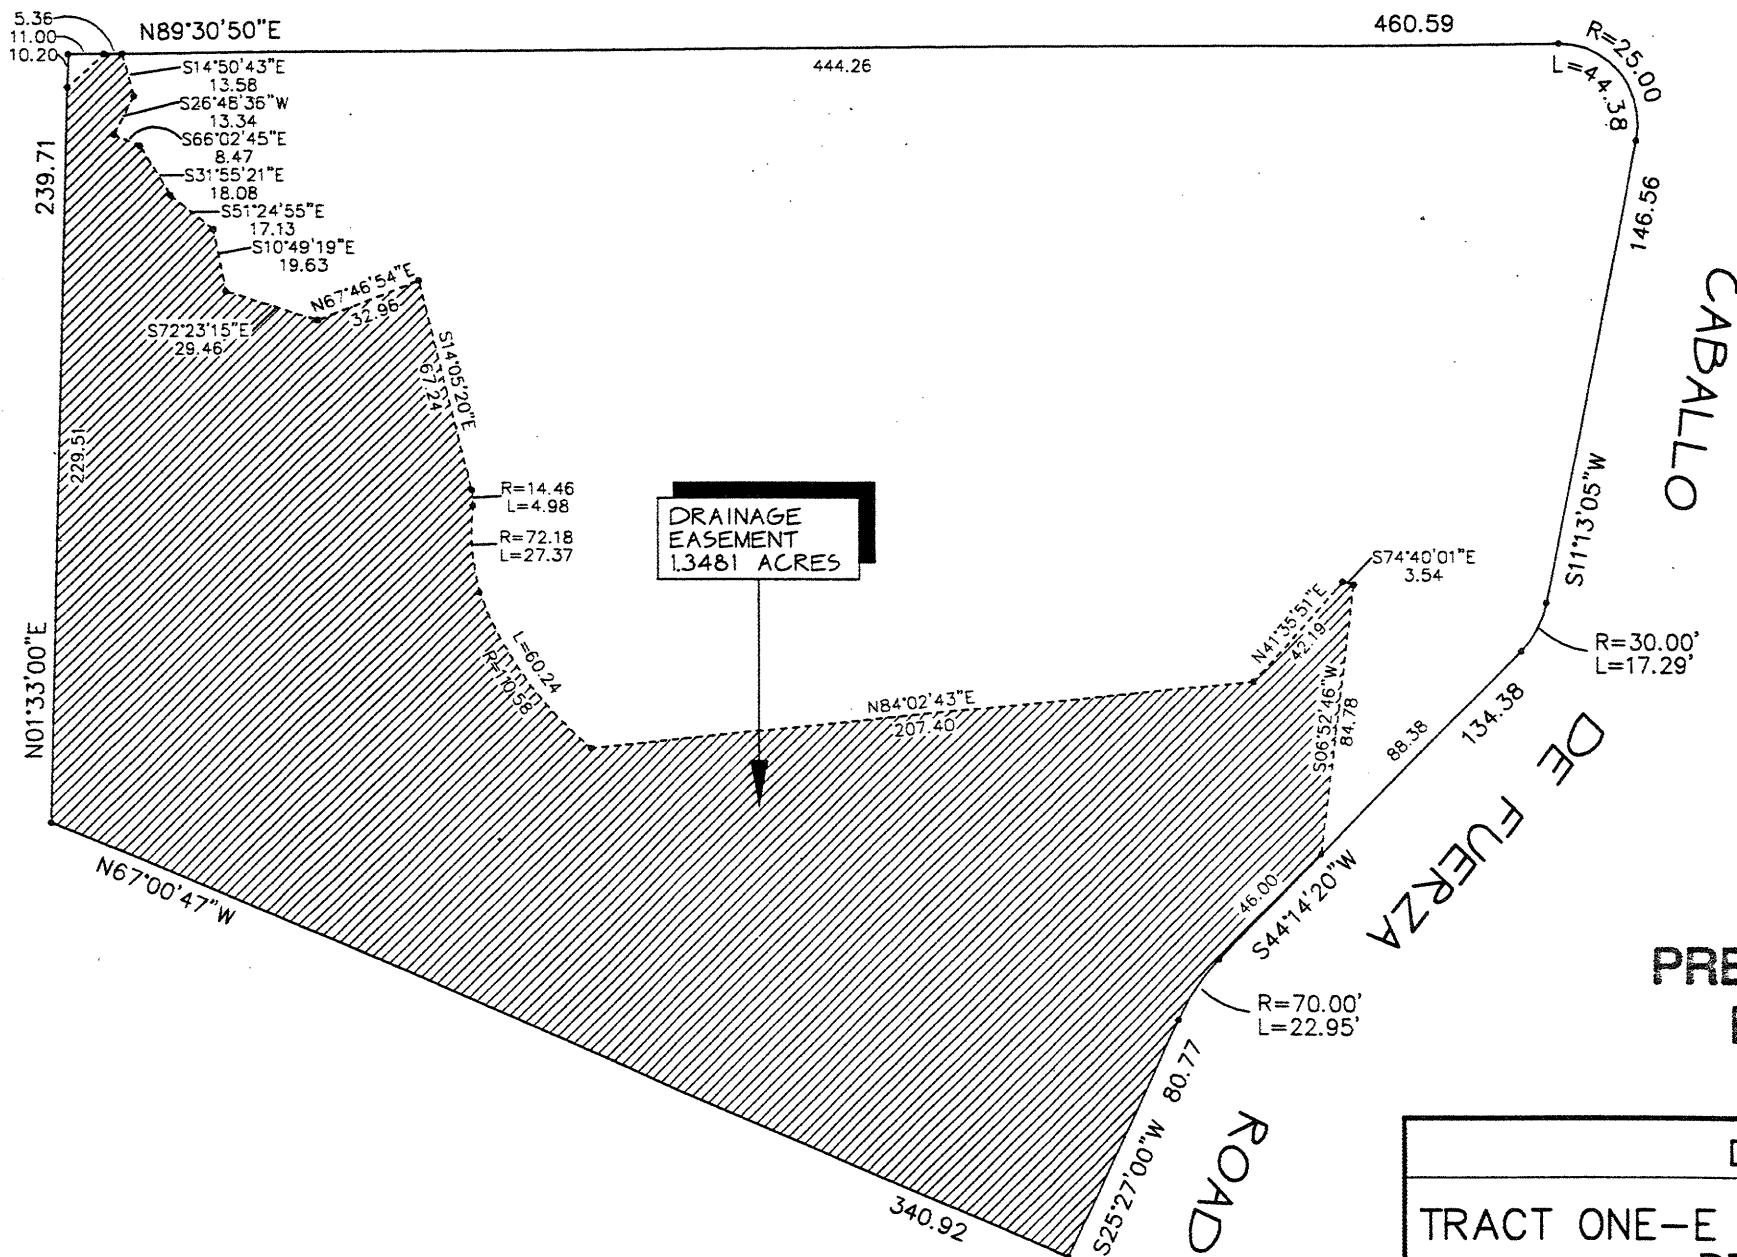 5.36
11.00
10.20
N89°30'50"E
460.59
444.26
R=25.00
L=44.38
S14°50'43"E
13.58
S26°48'36"W
13.34
S66°02'45"E
8.47
S31°55'21"E
18.08
S51°24'55"E
17.13
S10°49'19"E
19.63
239.71
146.56
N67°46'54"E
32.96
S72°23'15"E
29.46
S14°05'20"E
67.24
CABALLO
229.51
R=14.46
L=4.98
R=72.18
L=27.37
DRAINAGE
EASEMENT
1.3481 ACRES
S11°13'05"W
S74°40'01"E
3.54
N41°35'51"E
42.19
R=30.00'
L=17.29'
N01°33'00"E
L=60.24
N84°02'43"E
207.40
S06°52'46"W
84.78
88.38
134.38
DE FUERZA
N67°00'47"W
46.00
S44°14'20"W
R=70.00'
L=22.95'
80.77
S25°27'00"W
ROAD
340.92
TRACT ONE-E